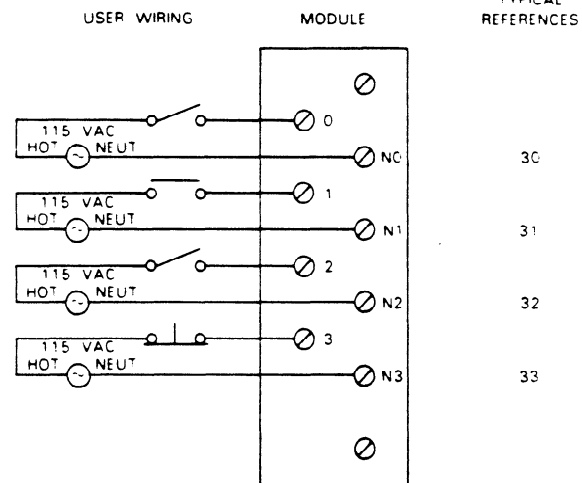 TYPICAL
USER WIRING MODULE REFERENCES
0
115 VAC
HOT NEUT N0 30
1
115 VAC
HOT NEUT N1 31
2
115 VAC
HOT NEUT N2 32
3
115 VAC
HOT NEUT N3 33